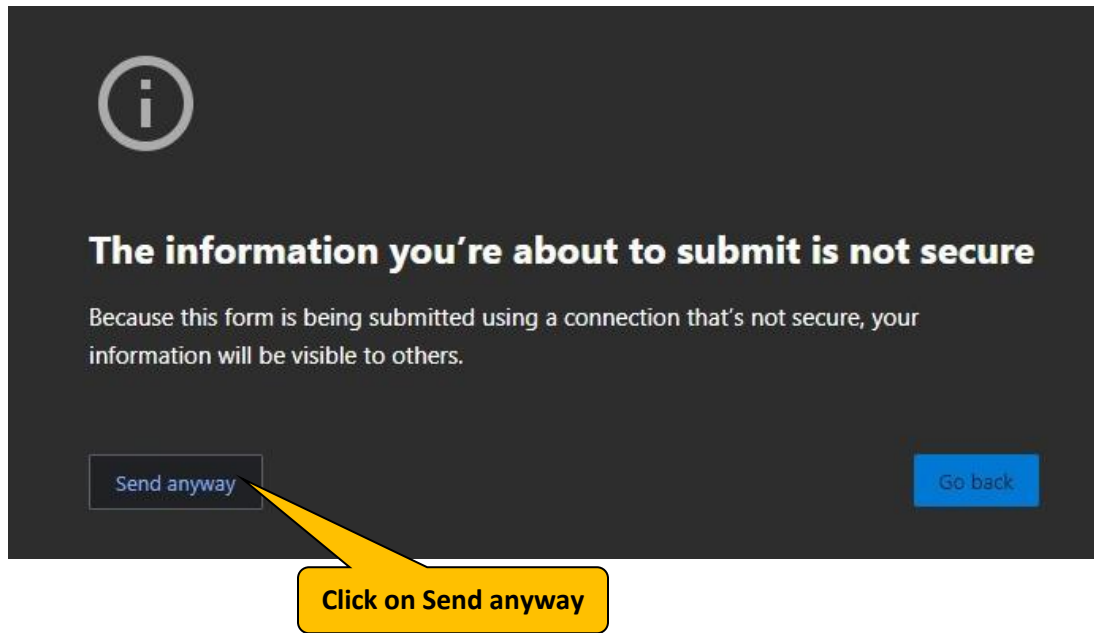 The information you’re about to submit is not secure
Because this form is being submitted using a connection that’s not secure, your
information will be visible to others.
Send anyway
Go back
Click on Send anyway